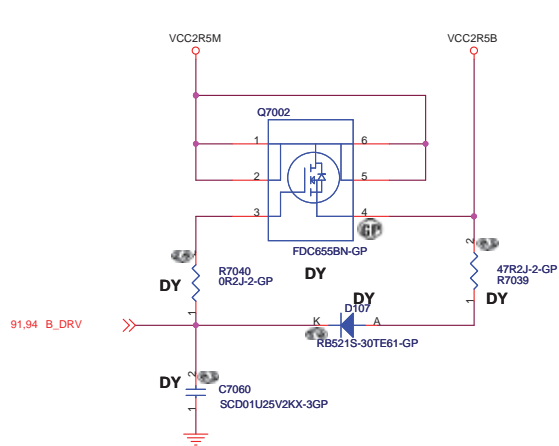 VCC2R5M
VCC2R5B
Q7002
1
6
2
5
3
4
GP
FDC655BN-GP
DY
2
R7040
0R2J-2-GP
DY
1
47R2J-2-GP
R7039
1
DY
DY
D107
91,94 B_DRV
K
A
RB521S-30TE61-GP
2
DY
C7060
SCD01U25V2KX-3GP
1